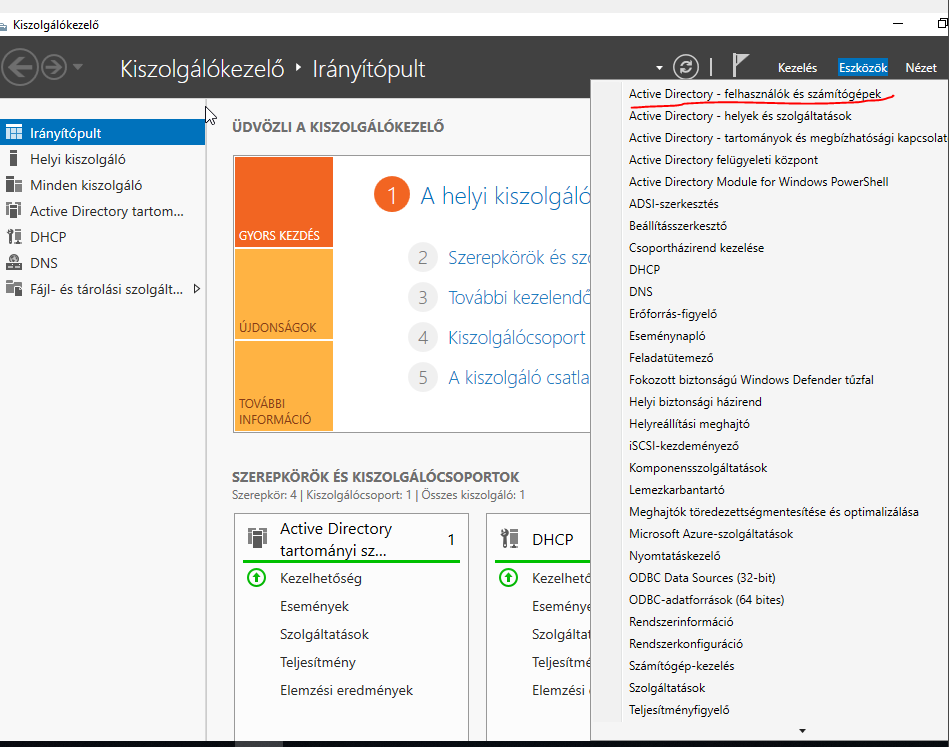 Kiszolgálókezelő
Kiszolgálókezelő ‣ Irányítópult
Kezelés
Eszközök
Nézet
Irányítópult
Helyi kiszolgáló
Minden kiszolgáló
Active Directory tartom...
DHCP
DNS
Fájl- és tárolási szolgált...
ÜDVÖZLI A KISZOLGÁLÓKEZELŐ
GYORS KEZDÉS
ÚJDONSÁGOK
TOVÁBBI
INFORMÁCIÓ
1 A helyi kiszolgáló
2 Szerepkörök és szo
3 További kezelendő
4 Kiszolgálócsoport
5 A kiszolgáló csatla
SZEREPKÖRÖK ÉS KISZOLGÁLÓCSOPORTOK
Szerepkör: 4 | Kiszolgálócsoport: 1 | Összes kiszolgáló: 1
Active Directory
tartományi sz... 1
Kezelhetőség
Események
Szolgáltatások
Teljesítmény
Elemzési eredmények
DHCP
Kezelhető
Eseménye
Szolgáltat
Teljesítmé
Elemzési
Active Directory - felhasználók és számítógépek
Active Directory - helyek és szolgáltatások
Active Directory - tartományok és megbízhatósági kapcsolat
Active Directory felügyeleti központ
Active Directory Module for Windows PowerShell
ADSI-szerkesztés
Beállításszerkesztő
Csoportházirend kezelése
DHCP
DNS
Erőforrás-figyelő
Eseménynapló
Feladatütemező
Fokozott biztonságú Windows Defender tűzfal
Helyi biztonsági házirend
Helyreállítási meghajtó
iSCSI-kezdeményező
Komponensszolgáltatások
Lemezkarbantartó
Meghajtók töredezettségmentesítése és optimalizálása
Microsoft Azure-szolgáltatások
Nyomtatáskezelő
ODBC Data Sources (32-bit)
ODBC-adatforrások (64 bites)
Rendszerinformáció
Rendszerkonfiguráció
Számítógép-kezelés
Szolgáltatások
Teljesítményfigyelő